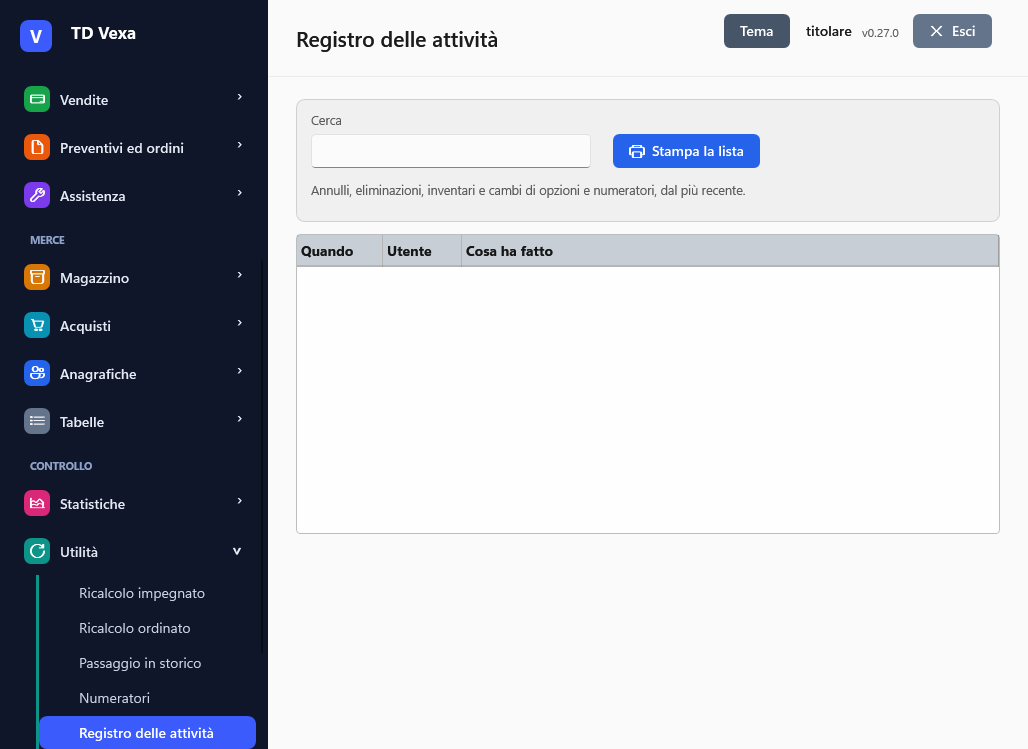 V TD Vexa
Vendite
Preventivi ed ordini
Assistenza
MERCE
Magazzino
Acquisti
Anagrafiche
Tabelle
CONTROLLO
Statistiche
Utilità
Ricalcolo impegnato
Ricalcolo ordinato
Passaggio in storico
Numeratori
Registro delle attività
Registro delle attività
Tema titolare v0.27.0 Esci
Cerca
Stampa la lista
Annulli, eliminazioni, inventari e cambi di opzioni e numeratori, dal più recente.
Quando Utente Cosa ha fatto